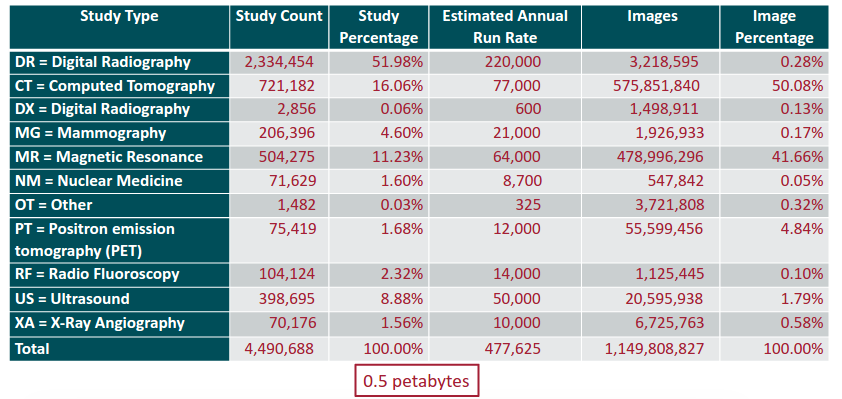 Study Type Study Count Study Percentage Estimated Annual Run Rate Images Image Percentage
DR = Digital Radiography 2,334,454 51.98% 220,000 3,218,595 0.28%
CT = Computed Tomography 721,182 16.06% 77,000 575,851,840 50.08%
DX = Digital Radiography 2,856 0.06% 600 1,498,911 0.13%
MG = Mammography 206,396 4.60% 21,000 1,926,933 0.17%
MR = Magnetic Resonance 504,275 11.23% 64,000 478,996,296 41.66%
NM = Nuclear Medicine 71,629 1.60% 8,700 547,842 0.05%
OT = Other 1,482 0.03% 325 3,721,808 0.32%
PT = Positron emission tomography (PET) 75,419 1.68% 12,000 55,599,456 4.84%
RF = Radio Fluoroscopy 104,124 2.32% 14,000 1,125,445 0.10%
US = Ultrasound 398,695 8.88% 50,000 20,595,938 1.79%
XA = X-Ray Angiography 70,176 1.56% 10,000 6,725,763 0.58%
Total 4,490,688 100.00% 477,625 1,149,808,827 100.00%
0.5 petabytes